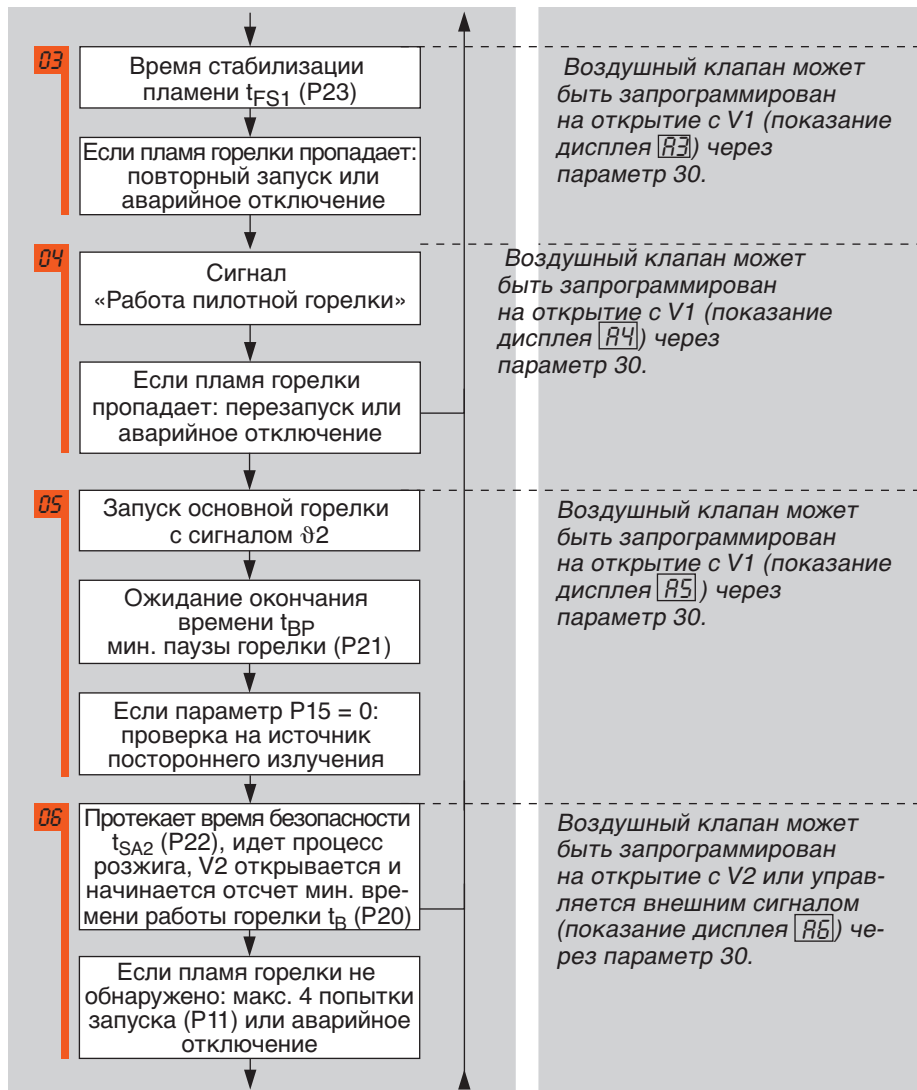 03
Время стабилизации
пламени tFS1 (P23)
Если пламя горелки пропадает:
повторный запуск или
аварийное отключение
Воздушный клапан может
быть запрограммирован
на открытие с V1 (показание
дисплея A3) через
параметр 30.
04
Сигнал
«Работа пилотной горелки»
Если пламя горелки
пропадает: перезапуск или
аварийное отключение
Воздушный клапан может
быть запрограммирован
на открытие с V1 (показание
дисплея A4) через
параметр 30.
05
Запуск основной горелки
с сигналом ϑ2
Ожидание окончания
времени tBP
мин. паузы горелки (P21)
Если параметр P15 = 0:
проверка на источник
постороннего излучения
Воздушный клапан может
быть запрограммирован
на открытие с V1 (показание
дисплея A5) через
параметр 30.
06
Протекает время безопасности
tSA2 (P22), идет процесс
розжига, V2 открывается и
начинается отсчет мин. вре-
мени работы горелки tB (P20)
Если пламя горелки не
обнаружено: макс. 4 попытки
запуска (P11) или аварийное
отключение
Воздушный клапан может
быть запрограммирован
на открытие с V2 или управ-
ляется внешним сигналом
(показание дисплея A6) че-
рез параметр 30.